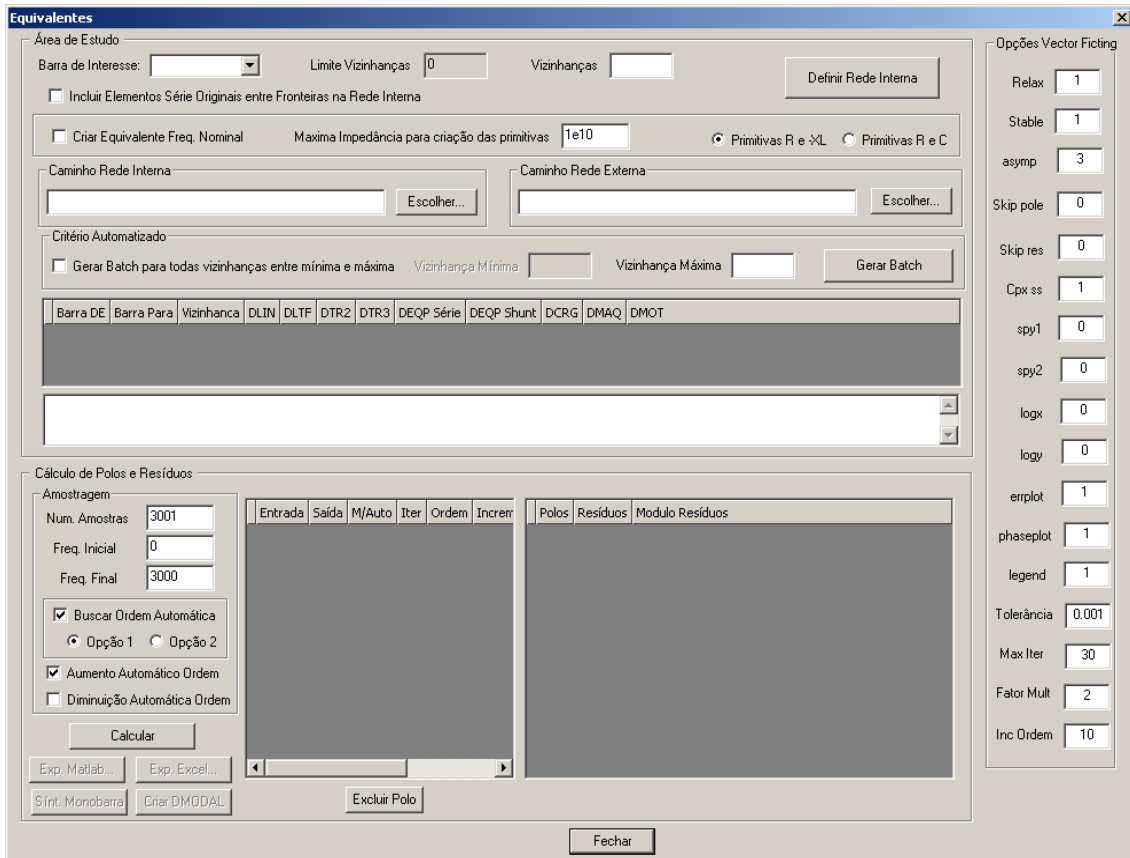 Equivalentes
Área de Estudo
Barra de Interesse:
Limite Vizinhanças 0
Vizinhanças
Definir Rede Interna
Incluir Elementos Série Originais entre Fronteiras na Rede Interna
Criar Equivalente Freq. Nominal
Maxima Impedância para criação das primitivas 1e10
Primitivas R e -XL
Primitivas R e C
Caminho Rede Interna
Escolher...
Caminho Rede Externa
Escolher...
Critério Automatizado
Gerar Batch para todas vizinhanças entre mínima e máxima
Vizinhança Mínima
Vizinhança Máxima
Gerar Batch
Barra DE Barra Para Vizinhanca DLIN DLTF DTR2 DTR3 DEQP Série DEQP Shunt DCRG DMAQ DMOT
Cálculo de Polos e Resíduos
Amostragem
Num. Amostras 3001
Freq. Inicial 0
Freq. Final 3000
Buscar Ordem Automática
Opção 1 Opção 2
Aumento Automático Ordem
Diminuição Automática Ordem
Calcular
Exp. Matlab... Exp. Excel...
Sínt. Monobarra Criar DMODAL
Entrada Saída M/Auto Iter Ordem Increm
Excluir Polo
Polos Resíduos Modulo Resíduos
Fechar
Opções Vector Ficting
Relax 1
Stable 1
asymp 3
Skip pole 0
Skip res 0
Cpx ss 1
spy1 0
spy2 0
logx 0
logy 0
errplot 1
phaseplot 1
legend 1
Tolerância 0.001
Max Iter 30
Fator Mult 2
Inc Ordem 10